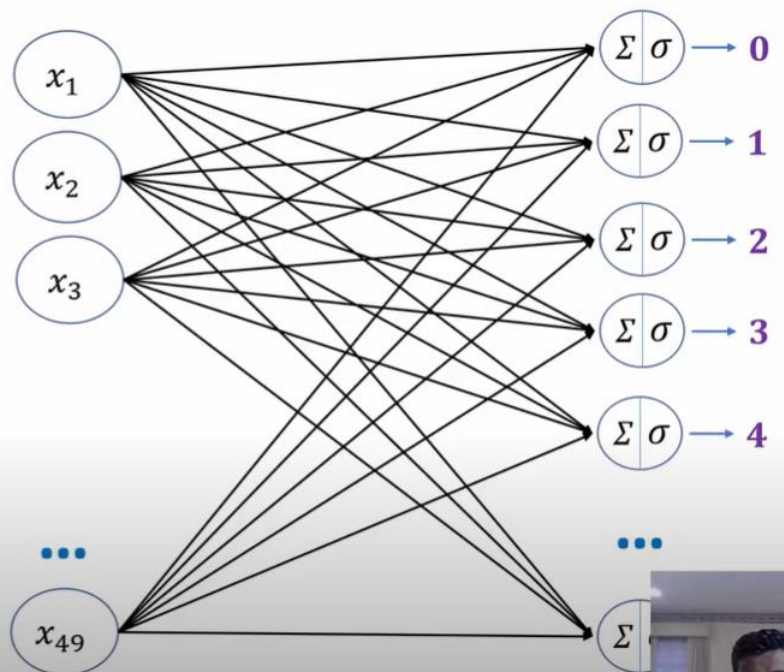 x₁
x₂
x₃
...
x₄₉
Σ σ → 0
Σ σ → 1
Σ σ → 2
Σ σ → 3
Σ σ → 4
...
Σ